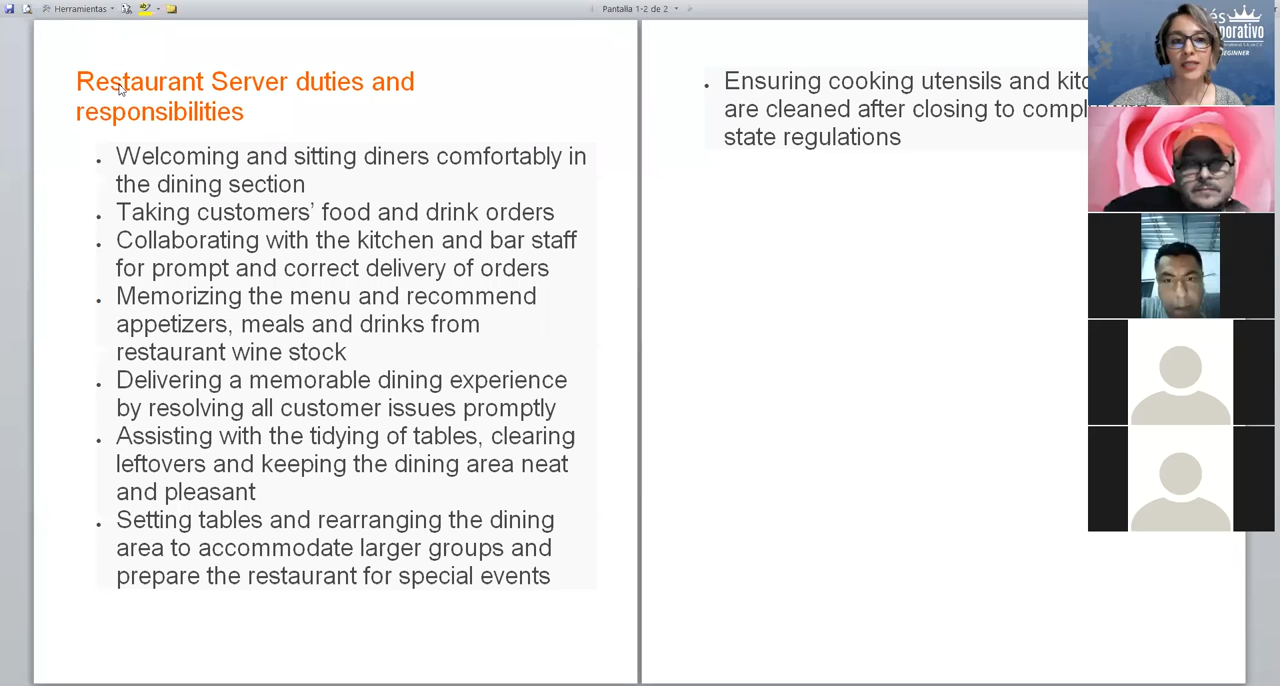 Herramientas
Pantalla 1-2 de 2
Restaurant Server duties and
responsibilities
Welcoming and sitting diners comfortably in
the dining section
Taking customers’ food and drink orders
Collaborating with the kitchen and bar staff
for prompt and correct delivery of orders
Memorizing the menu and recommend
appetizers, meals and drinks from
restaurant wine stock
Delivering a memorable dining experience
by resolving all customer issues promptly
Assisting with the tidying of tables, clearing
leftovers and keeping the dining area neat
and pleasant
Setting tables and rearranging the dining
area to accommodate larger groups and
prepare the restaurant for special events
Ensuring cooking utensils and
are cleaned after closing to
state regulations